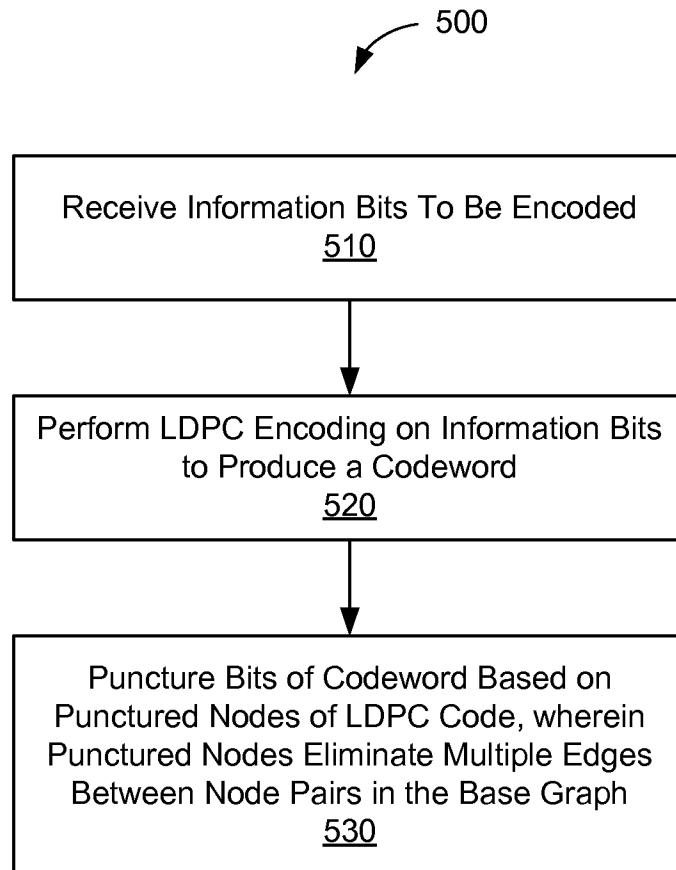 500
Receive Information Bits To Be Encoded
510
Perform LDPC Encoding on Information Bits
to Produce a Codeword
520
Puncture Bits of Codeword Based on
Punctured Nodes of LDPC Code, wherein
Punctured Nodes Eliminate Multiple Edges
Between Node Pairs in the Base Graph
530